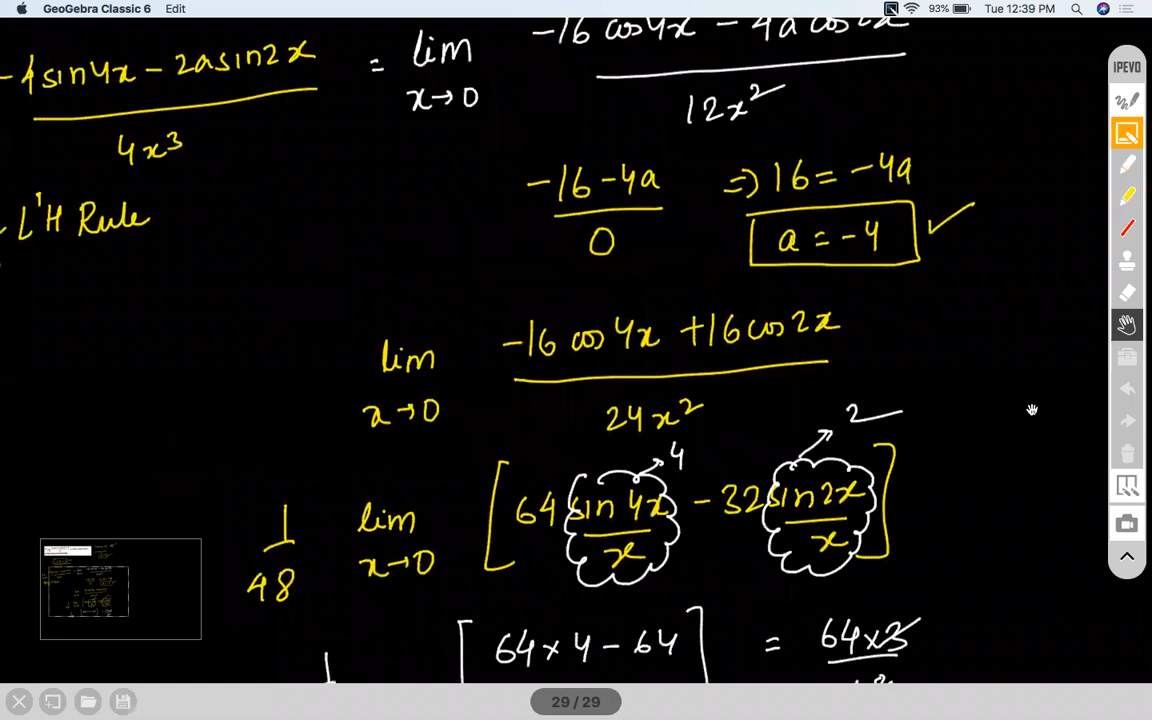 GeoGebra Classic 6 Edit 93% Tue 12:39 PM
IPEVO
-4sin4x - 2asin2x / 4x³ = lim x→0 -16 cos4x - 4a cos2x / 12x²
L'H Rule
-16-4a / 0 => 16 = -4a
a = -4 ✓
lim x→0 -16 cos4x + 16 cos2x / 24x²
4 2
1/48 lim x→0 [64 sin 4x / x - 32 sin2x / x]
[64×4 - 64] = 64×3
29 / 29